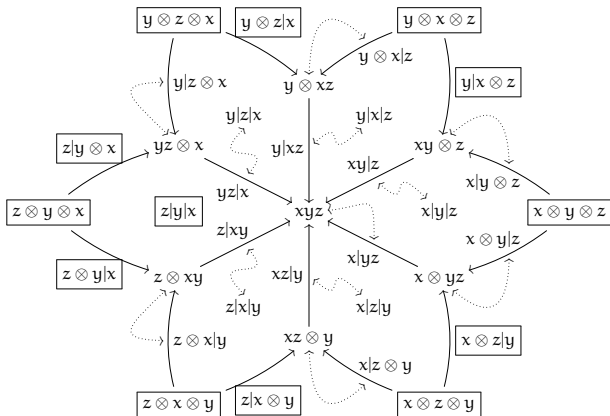 y ⊗ z ⊗ x
y ⊗ z|x
y ⊗ x ⊗ z
y ⊗ x|z
y|z ⊗ x
y ⊗ xz
y|x ⊗ z
y|z|x
y|x|z
z|y ⊗ x
yz ⊗ x
y|xz
xy|z
xy ⊗ z
x|y ⊗ z
yz|x
z ⊗ y ⊗ x
z|y|x
xyz
x|y|z
x ⊗ y ⊗ z
z|xy
x|yz
x ⊗ y|z
z ⊗ y|x
z ⊗ xy
xz|y
x ⊗ yz
z|x|y
x|z|y
z ⊗ x|y
xz ⊗ y
x ⊗ z|y
x|z ⊗ y
z ⊗ x ⊗ y
z|x ⊗ y
x ⊗ z ⊗ y